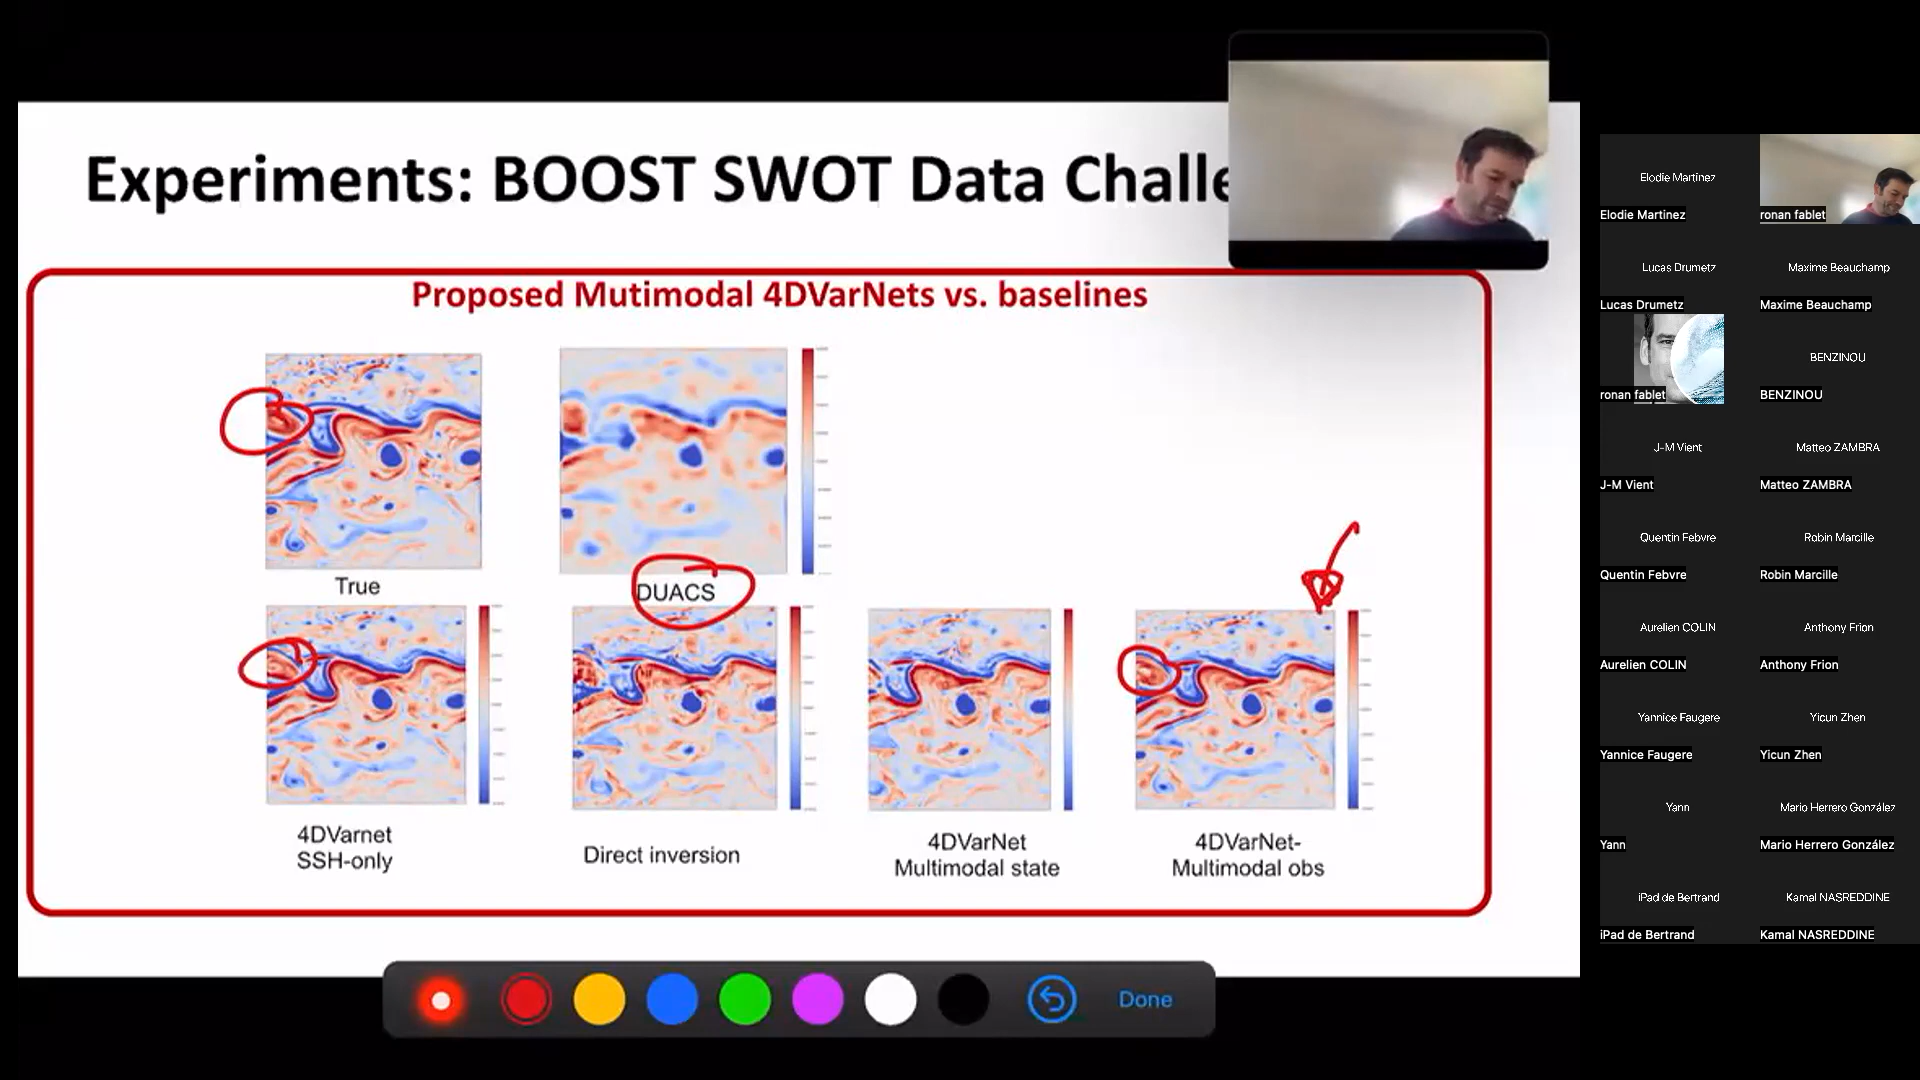 Experiments: BOOST SWOT Data Challe
Proposed Mutimodal 4DVarNets vs. baselines
True
DUACS
4DVarnet
SSH-only
Direct inversion
4DVarNet
Multimodal state
4DVarNet-
Multimodal obs
Done
Elodie Martinez
Elodie Martinez
ronan fablet
Lucas Drumetz
Maxime Beauchamp
Lucas Drumetz
Maxime Beauchamp
BENZINOU
ronan fablet
BENZINOU
J-M Vient
Matteo ZAMBRA
J-M Vient
Matteo ZAMBRA
Quentin Febvre
Robin Marcille
Quentin Febvre
Robin Marcille
Aurelien COLIN
Anthony Frion
Aurelien COLIN
Anthony Frion
Yannice Faugere
Yicun Zhen
Yannice Faugere
Yicun Zhen
Yann
Mario Herrero González
Yann
Mario Herrero González
iPad de Bertrand
Kamal NASREDDINE
iPad de Bertrand
Kamal NASREDDINE